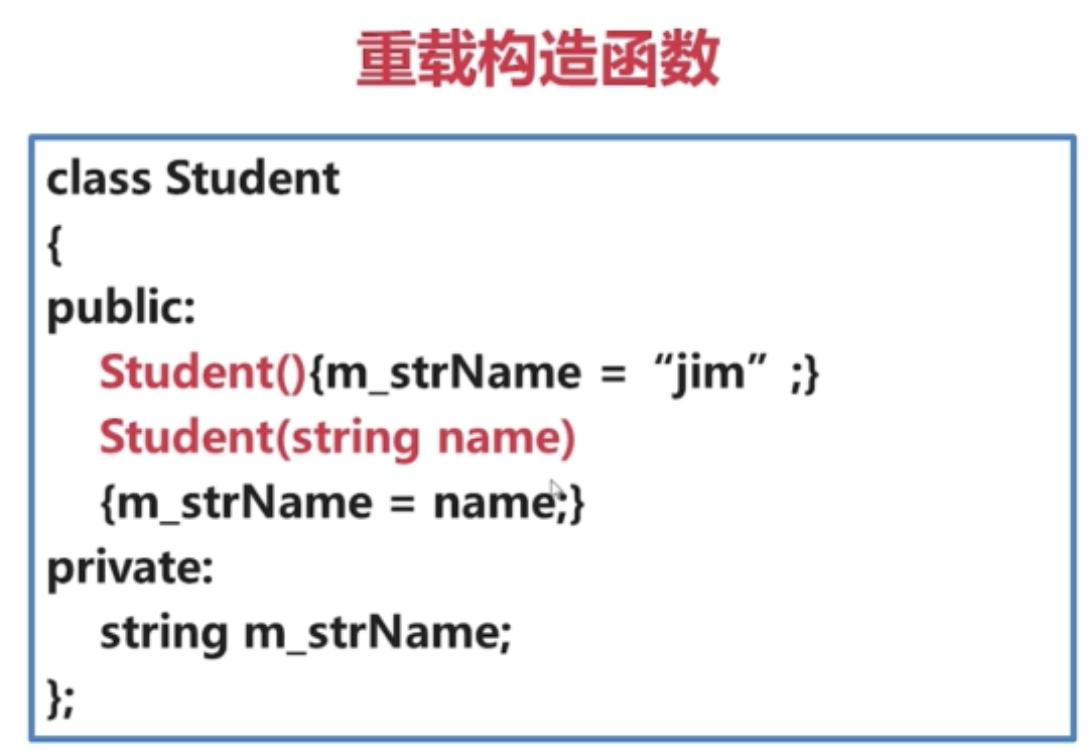 重载构造函数
class Student
{
public:
Student(){m_strName = “jim” ;}
Student(string name)
{m_strName = name;}
private:
string m_strName;
};